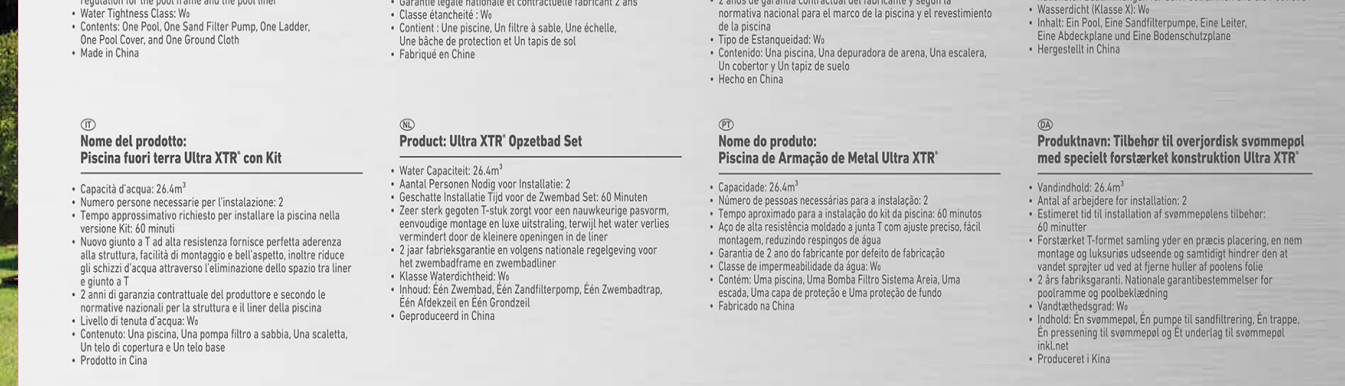 regulation for the pool frame and the pool liner
• Water Tightness Class: W₀
• Contents: One Pool, One Sand Filter Pump, One Ladder,
One Pool Cover, and One Ground Cloth
• Made in China
• Garantie légale nationale et contractuelle fabricant 2 ans
• Classe étanchéité : W₀
• Contient : Une piscine, Un filtre à sable, Une échelle,
Une bâche de protection et Un tapis de sol
• Fabriqué en Chine
• 2 años de garantía contractual del fabricante y según la
normativa nacional para el marco de la piscina y el revestimiento
de la piscina
• Tipo de Estanqueidad: W₀
• Contenido: Una piscina, Una depuradora de arena, Una escalera,
Un cobertor y Un tapiz de suelo
• Hecho en China
• Wasserdicht (Klasse X): W₀
• Inhalt: Ein Pool, Eine Sandfilterpumpe, Eine Leiter,
Eine Abdeckplane und Eine Bodenschutzplane
• Hergestellt in China
IT
Nome del prodotto:
Piscina fuori terra Ultra XTR® con Kit
• Capacità d'acqua: 26.4m³
• Numero persone necessarie per l'instalazione: 2
• Tempo approssimativo richiesto per installare la piscina nella
versione Kit: 60 minuti
• Nuovo giunto a T ad alta resistenza fornisce perfetta aderenza
alla struttura, facilità di montaggio e bell'aspetto, inoltre riduce
gli schizzi d'acqua attraverso l'eliminazione dello spazio tra liner
e giunto a T
• 2 anni di garanzia contrattuale del produttore e secondo le
normative nazionali per la struttura e il liner della piscina
• Livello di tenuta d'acqua: W₀
• Contenuto: Una piscina, Una pompa filtro a sabbia, Una scaletta,
Un telo di copertura e Un telo base
• Prodotto in Cina
NL
Product: Ultra XTR® Opzetbad Set
• Water Capaciteit: 26.4m³
• Aantal Personen Nodig voor Installatie: 2
• Geschatte Installatie Tijd voor de Zwembad Set: 60 Minuten
• Zeer sterk gegoten T-stuk zorgt voor een nauwkeurige pasvorm,
eenvoudige montage en luxe uitstraling, terwijl het water verlies
vermindert door de kleinere openingen in de liner
• 2 jaar fabrieksgarantie en volgens nationale regelgeving voor
het zwembadframe en zwembadliner
• Klasse Waterdichtheid: W₀
• Inhoud: Één Zwembad, Één Zandfilterpomp, Één Zwembadtrap,
Één Afdekzeil en Één Grondzeil
• Geproduceerd in China
PT
Nome do produto:
Piscina de Armação de Metal Ultra XTR®
• Capacidade: 26.4m³
• Número de pessoas necessárias para a instalação: 2
• Tempo aproximado para a instalação do kit da piscina: 60 minutos
• Aço de alta resistência moldado a junta T com ajuste preciso, fácil
montagem, reduzindo respingos de água
• Garantia de 2 ano do fabricante por defeito de fabricação
• Classe de impermeabilidade da água: W₀
• Contém: Uma piscina, Uma Bomba Filtro Sistema Areia, Uma
escada, Uma capa de proteção e Uma proteção de fundo
• Fabricado na China
DA
Produktnavn: Tilbehør til overjordisk svømmepøl
med specielt forstærket konstruktion Ultra XTR®
• Vandindhold: 26.4m³
• Antal af arbejdere for installation: 2
• Estimeret tid til installation af svømmepølens tilbehør:
60 minutter
• Forstærket T-formet samling yder en præcis placering, en nem
montage og luksuriøs udseende og samtidigt hindrer den at
vandet sprøjter ud ved at fjerne huller af poolens folie
• 2 års fabriksgaranti. Nationale garantibestemmelser for
poolramme og poolbeklædning
• Vandtæthedsgrad: W₀
• Indhold: Én svømmepøl, Én pumpe til sandfiltrering, Én trappe,
Én pressening til svømmepøl og Ét underlag til svømmepøl
inkl.net
• Produceret i Kina